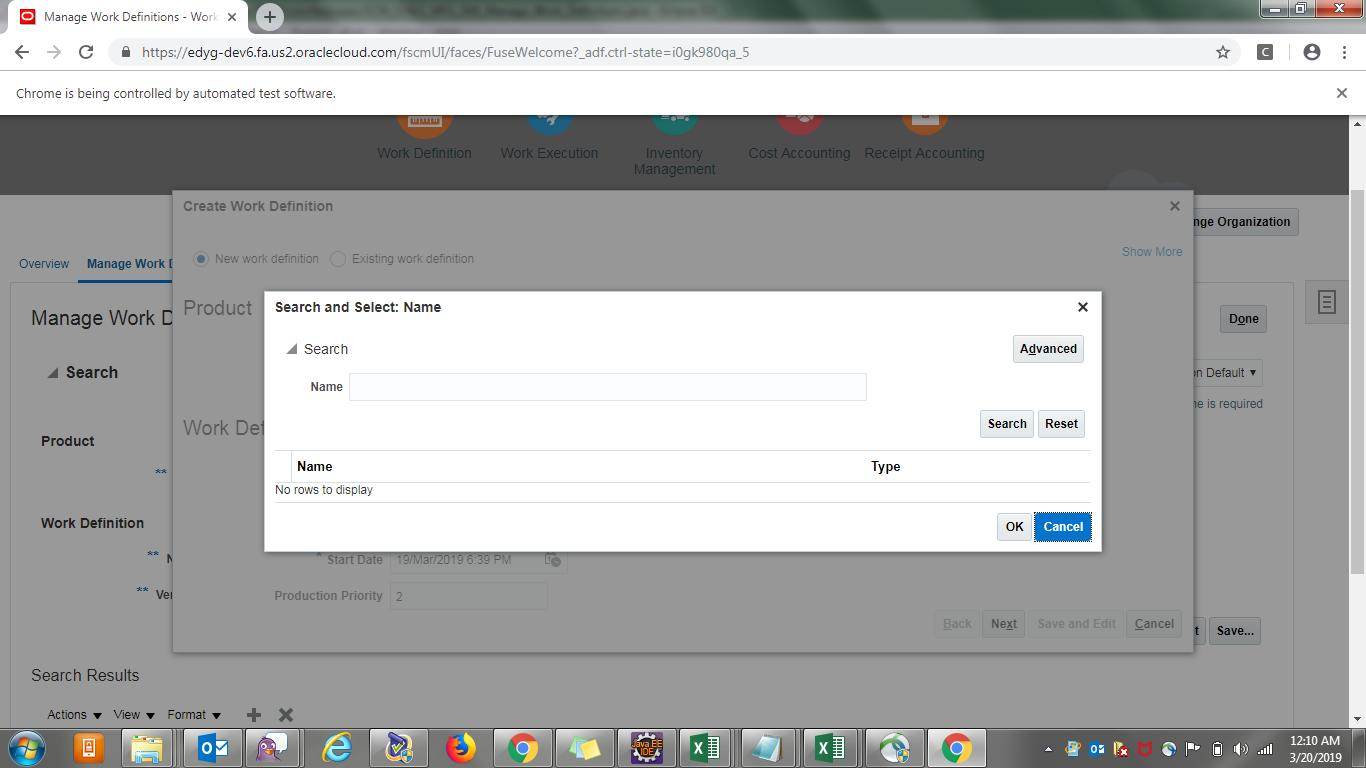 Manage Work Definitions - Work
https://edyg-dev6.fa.us2.oraclecloud.com/fscmUI/faces/FuseWelcome?_adf.ctrl-state=i0gk980qa_5
C
Chrome is being controlled by automated test software.
Work Definition
Work Execution
Inventory Management
Cost Accounting
Receipt Accounting
Create Work Definition
nge Organization
New work definition
Existing work definition
Show More
Overview
Manage Work D
Product
Search and Select: Name
Manage Work D
Done
Search
Advanced
Search
Name
n Default
ne is required
Work Def
Search
Reset
Product
**
Name
Type
No rows to display
Work Definition
OK
Cancel
** N
* Start Date 19/Mar/2019 6:39 PM
** Ver
Production Priority 2
Back
Next
Save and Edit
Cancel
t
Save...
Search Results
Actions
View
Format
Java EE
IDE
12:10 AM
3/20/2019